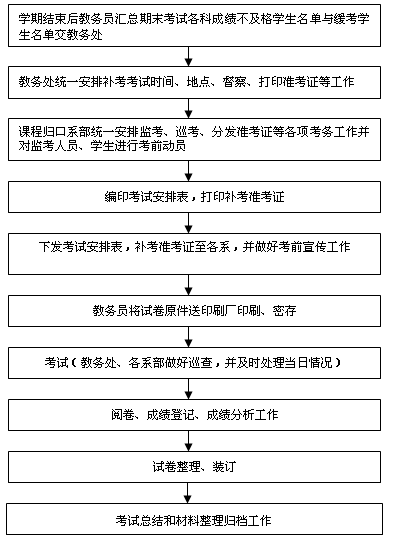 学期结束后教务员汇总期末考试各科成绩不及格学生名单与缓考学
生名单交教务处
教务处统一安排补考考试时间、地点、督察、打印准考证等工作
课程归口系部统一安排监考、巡考、分发准考证等各项考务工作并
对监考人员、学生进行考前动员
编印考试安排表，打印补考准考证
下发考试安排表，补考准考证至各系，并做好考前宣传工作
教务员将试卷原件送印刷厂印刷、密存
考试（教务处、各系部做好巡查，并及时处理当日情况）
阅卷、成绩登记、成绩分析工作
试卷整理、装订
考试总结和材料整理归档工作